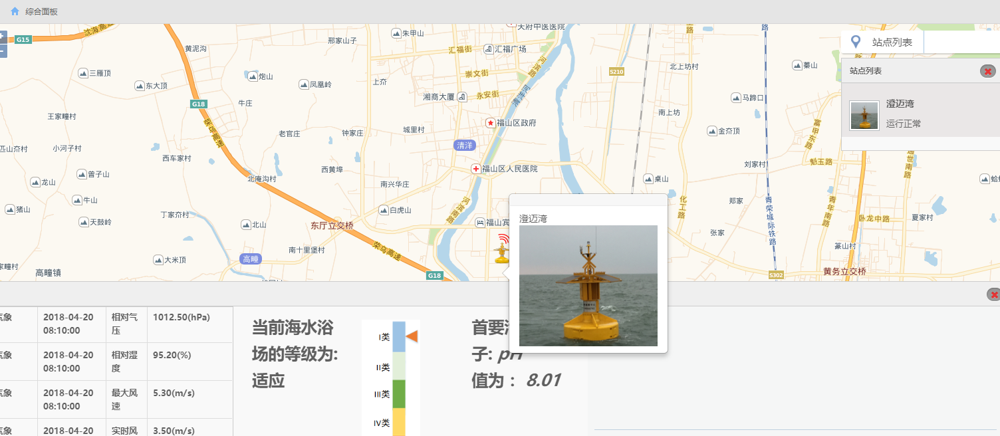 综合面板
沈海高速
G15
黄泥沟
邢家山子
朱甲山
天府中医医院
汇福街
汇福广场
站点列表
三雁顶
东大顶
炮山
凤凰岭
上夼
崇文街
河滨路
S210
北上坊村
綦山
站点列表
G18
牛庄
湘商大厦
永安街
马蹄口
澄迈湾
运行正常
王家疃村
荣乌高速
老官庄
钟家庄
城里村
福山区政府
南上坊
金夼顶
富甲东路
匹山夼村
小河子村
清洋
西车家村
西黄埠
福山区人民医院
刘家村
魁玉路
通世南路
曾子山
龙山
北庵沟村
南兴华庄
桌山
牛山
猪山
天鼓岭
丁家夼村
北山
东厅立交桥
白虎山
河滨南路
福山宾
化工路
郑家
青荣城际铁路
青年南路
卧龙中路
夏家村
张家
澄迈湾
南十里堡村
荣乌高速
大米顶
高疃
高疃镇
家疃村
G18
篆山村
S302
黄务立交桥
气象 2018-04-20 08:10:00 相对气压 1012.50(hPa)
气象 2018-04-20 08:10:00 相对湿度 95.20(%)
气象 2018-04-20 08:10:00 最大风速 5.30(m/s)
气象 2018-04-20 实时风 3.50(m/s)
当前海水浴
场的等级为:
适应
I类
II类
III类
IV类
首要
子: pH
值为： 8.01